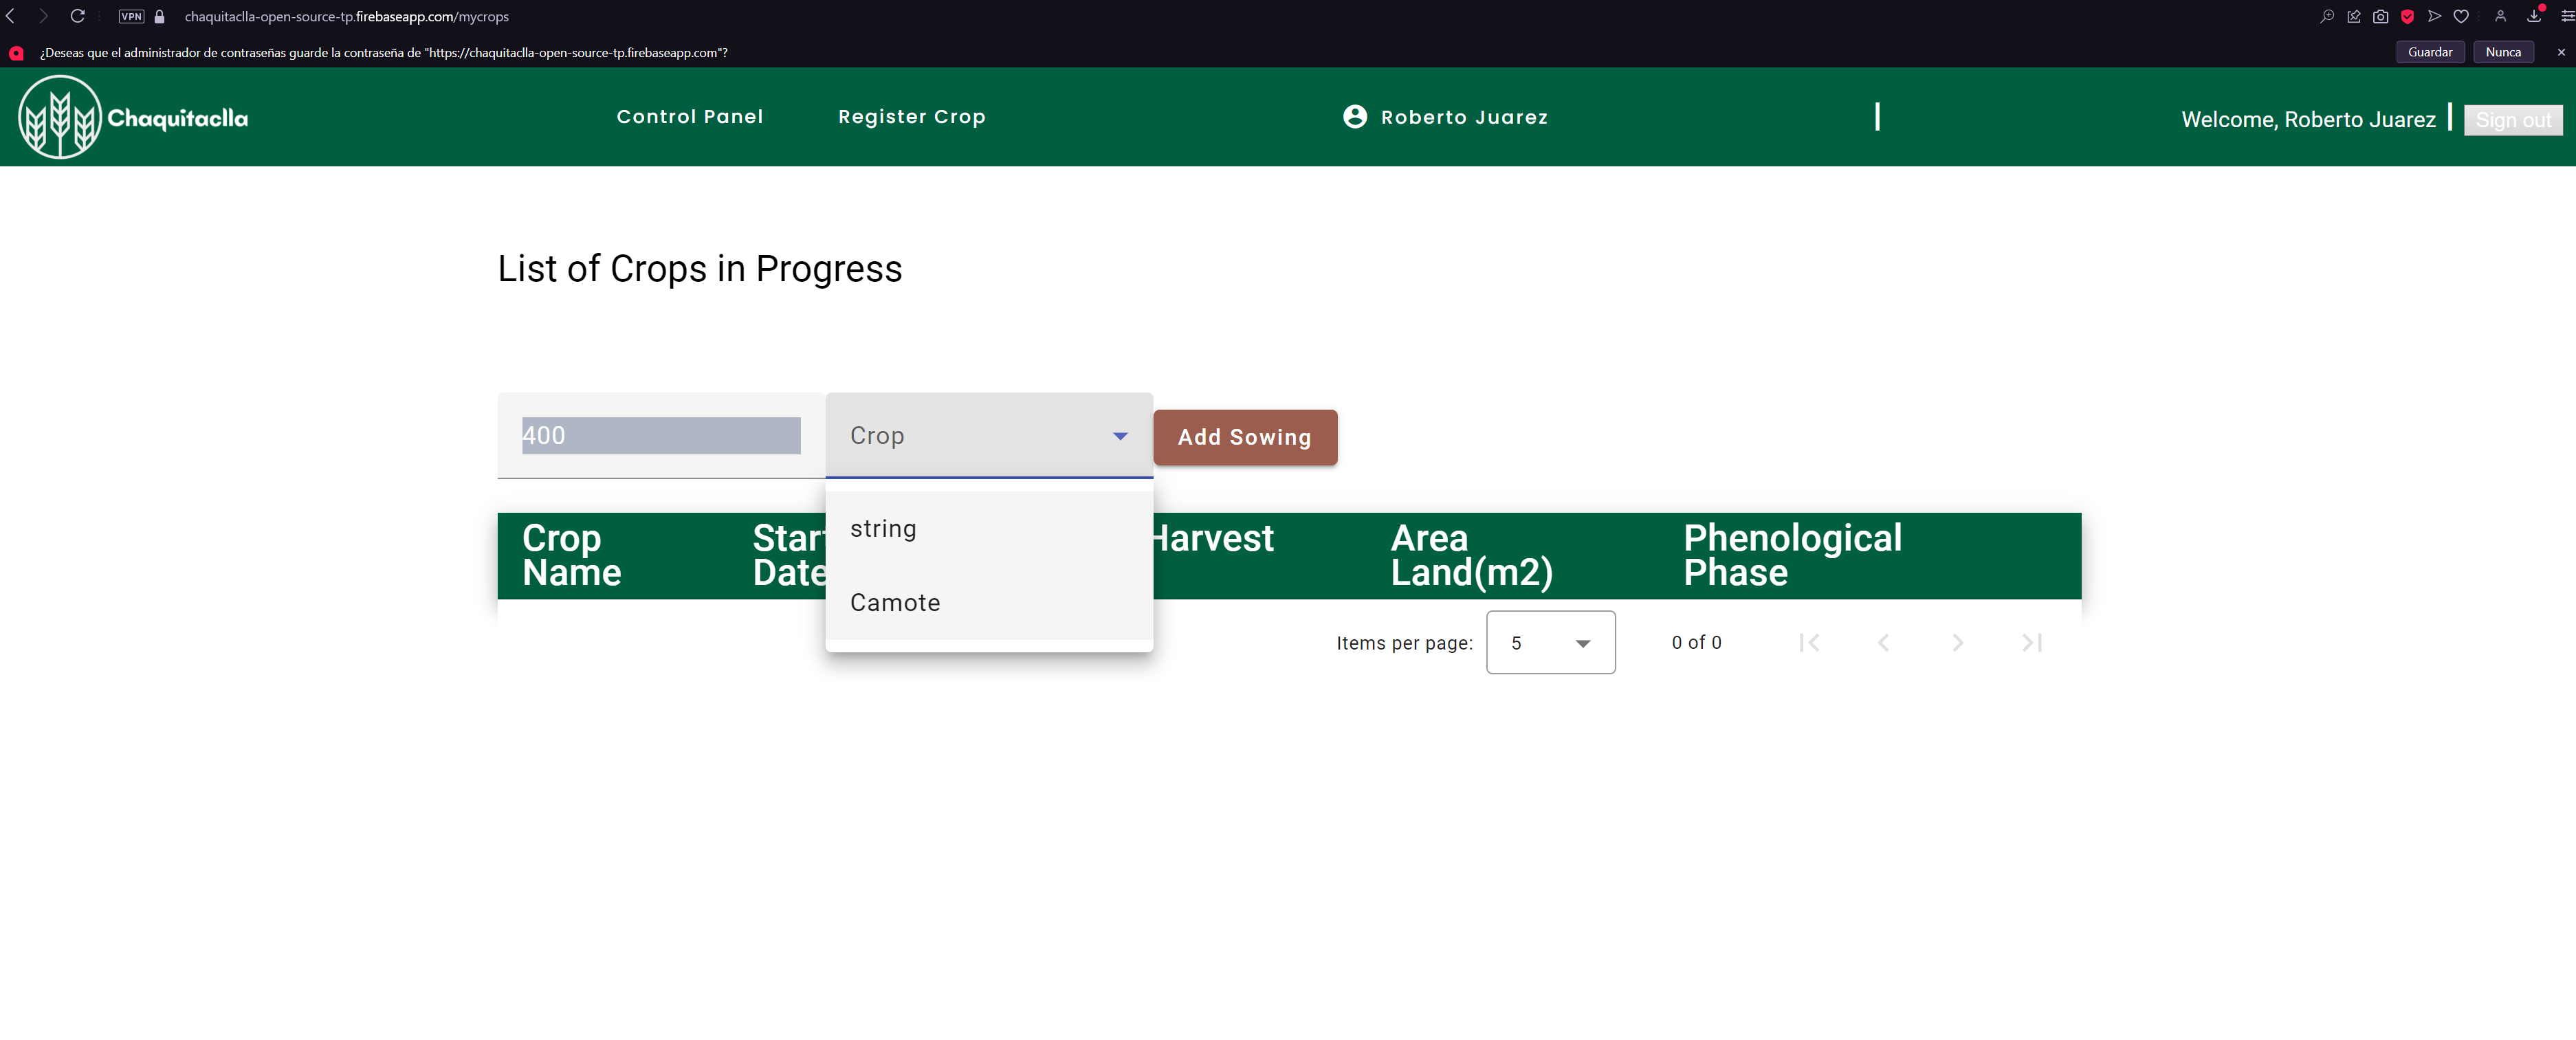 VPN chaquitaclla-open-source-tp.firebaseapp.com/mycrops
¿Deseas que el administrador de contraseñas guarde la contraseña de "https://chaquitaclla-open-source-tp.firebaseapp.com"? Guardar Nunca
Chaquitaclla Control Panel Register Crop Roberto Juarez | Welcome, Roberto Juarez | Sign out
List of Crops in Progress
400 Crop Add Sowing
string
Camote
Crop
Name
Start
Date
Harvest
Area
Land(m2)
Phenological
Phase
Items per page: 5 0 of 0